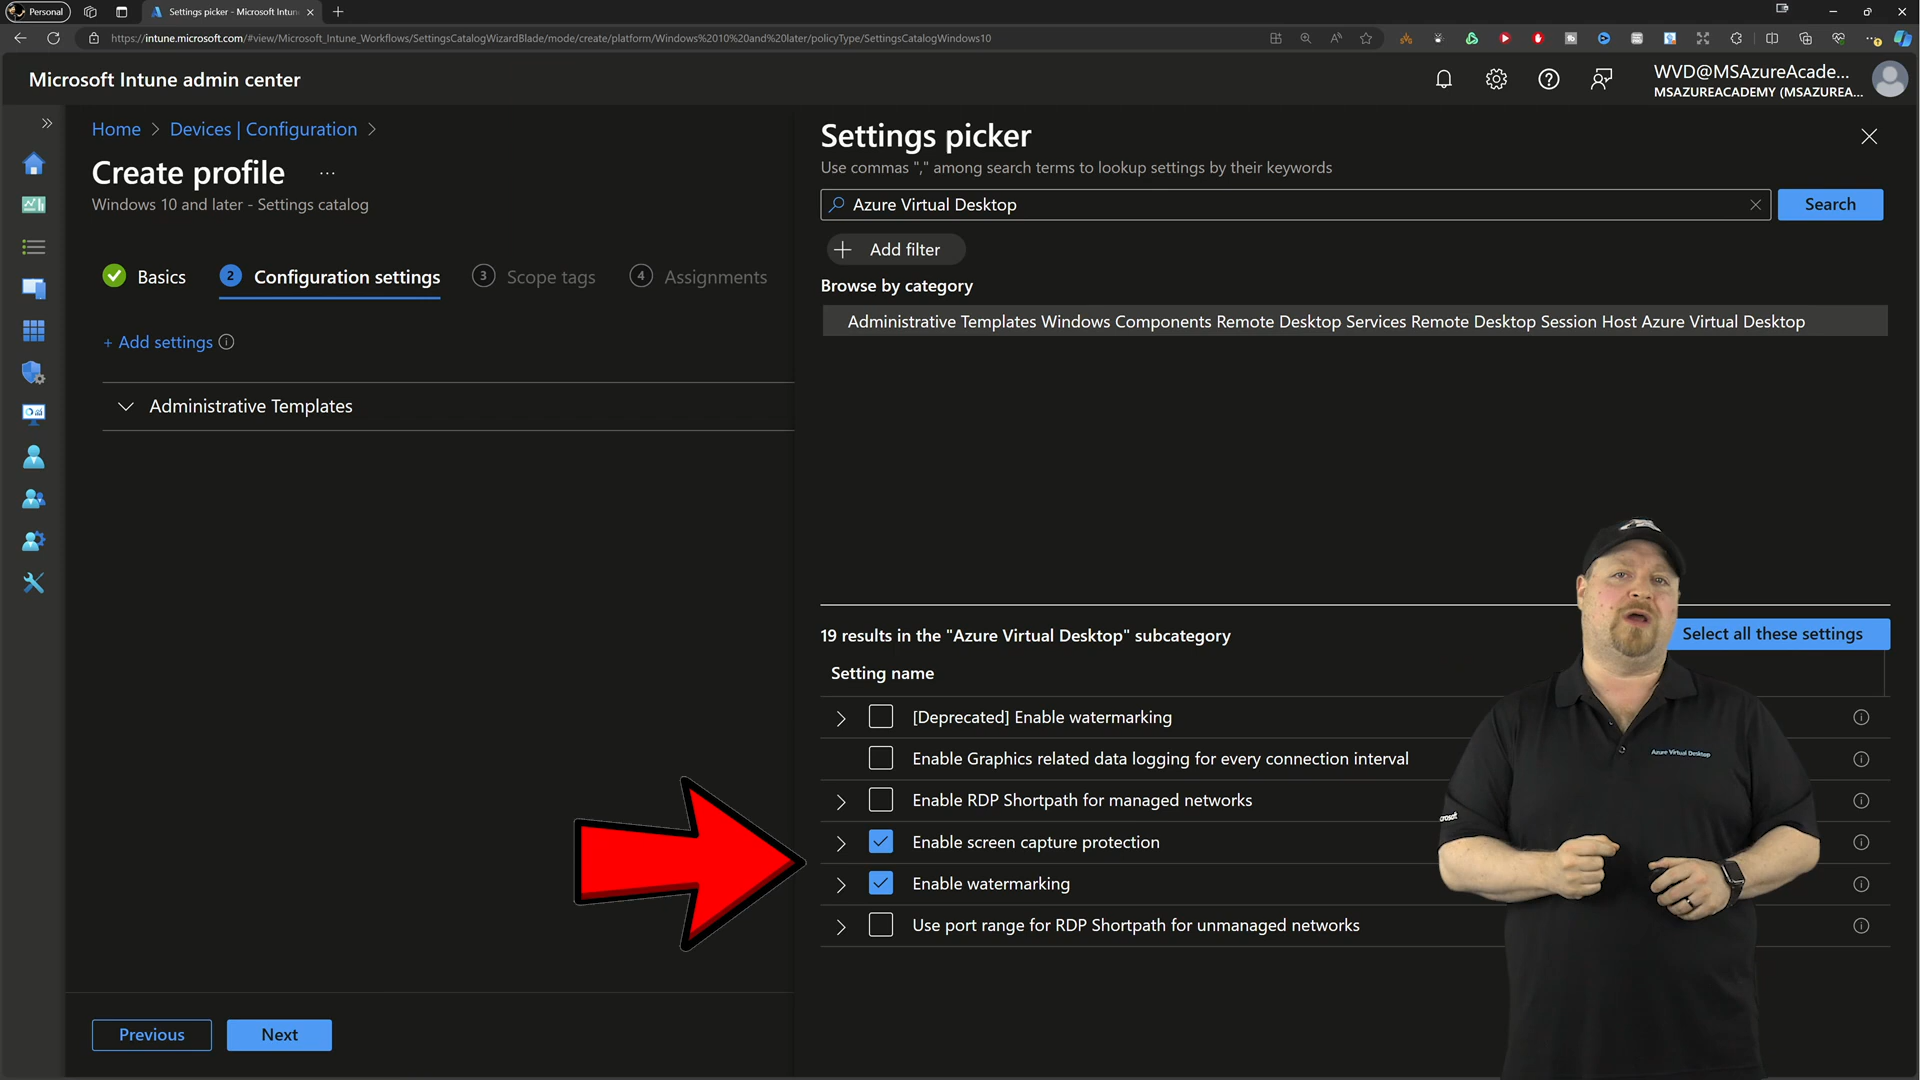 Personal
Settings picker - Microsoft Intun
https://intune.microsoft.com/#view/Microsoft_Intune_Workflows/SettingsCatalogWizardBlade/mode/create/platform/Windows%2010%20and%20later/policyType/SettingsCatalogWindows10
Microsoft Intune admin center
WVD@MSAzureAcade...
MSAZUREACADEMY (MSAZUREA...
Home > Devices | Configuration >
Create profile ...
Windows 10 and later - Settings catalog
Basics
2 Configuration settings
3 Scope tags
4 Assignments
+ Add settings
Administrative Templates
Previous
Next
Settings picker
Use commas "," among search terms to lookup settings by their keywords
Azure Virtual Desktop
Search
+ Add filter
Browse by category
Administrative Templates Windows Components Remote Desktop Services Remote Desktop Session Host Azure Virtual Desktop
19 results in the "Azure Virtual Desktop" subcategory
Select all these settings
Setting name
[Deprecated] Enable watermarking
Enable Graphics related data logging for every connection interval
Enable RDP Shortpath for managed networks
Enable screen capture protection
Enable watermarking
Use port range for RDP Shortpath for unmanaged networks
Azure Virtual Desktop
crosoft